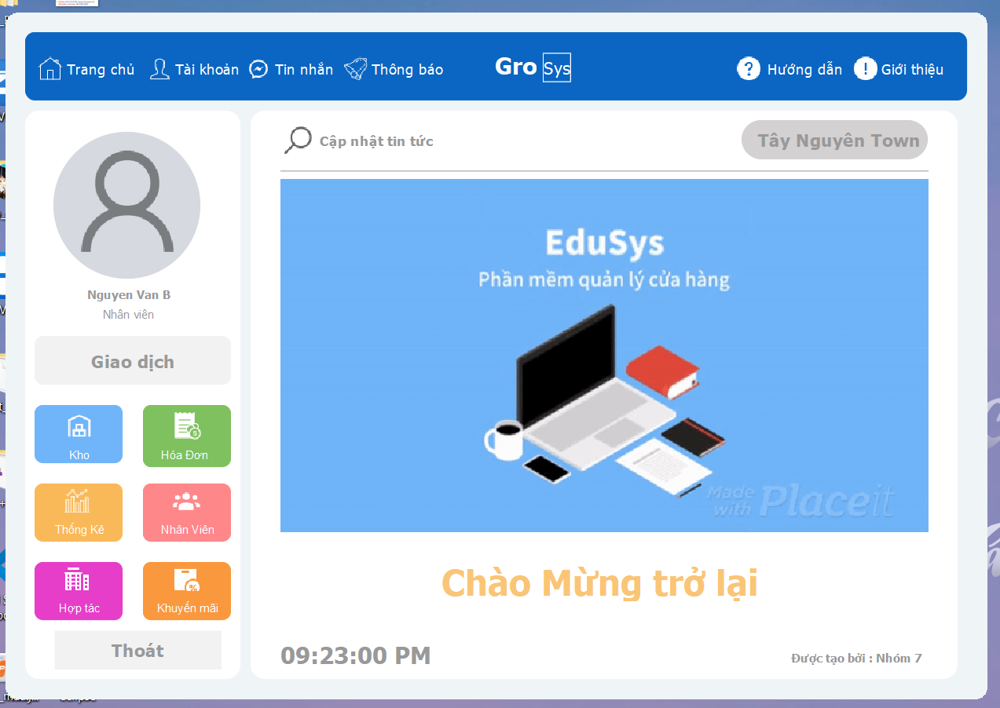 Trang chủ Tài khoản Tin nhắn Thông báo Gro Sys ? Hướng dẫn ! Giới thiệu
Cập nhật tin tức
Tây Nguyên Town
EduSys
Phần mềm quản lý cửa hàng
Made with Placeit
Nguyen Van B
Nhân viên
Giao dịch
Kho
Hóa Đơn
Thống Kê
Nhân Viên
Hợp tác
Khuyến mãi
Thoát
Chào Mừng trở lại
09:23:00 PM
Được tạo bởi : Nhóm 7